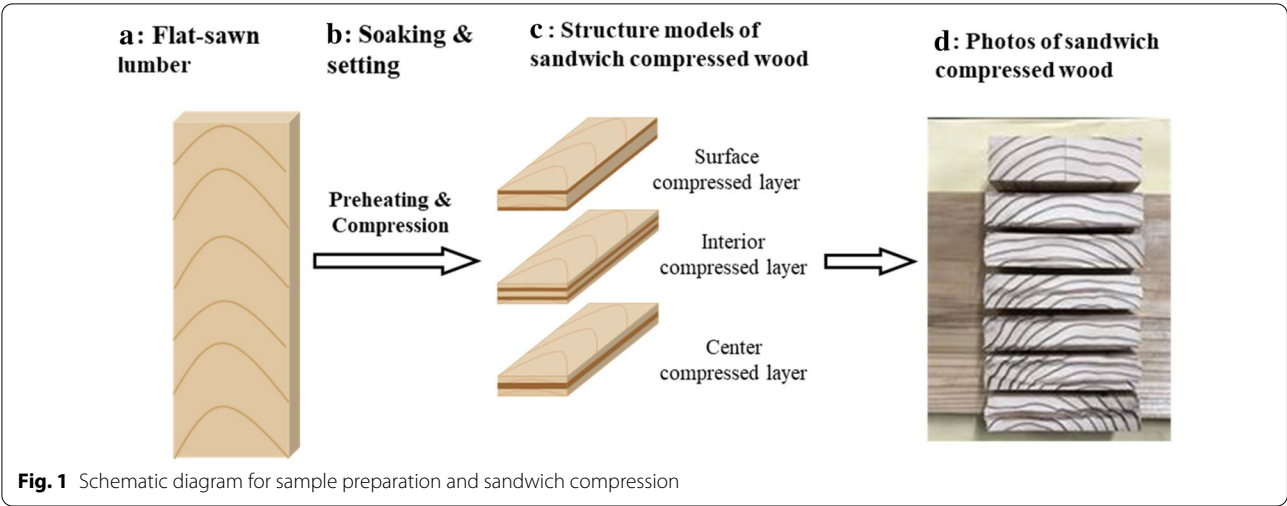 a: Flat-sawn
lumber
b: Soaking &
setting
c: Structure models of
sandwich compressed wood
d: Photos of sandwich
compressed wood
Preheating &
Compression
Surface
compressed layer
Interior
compressed layer
Center
compressed layer
Fig. 1 Schematic diagram for sample preparation and sandwich compression